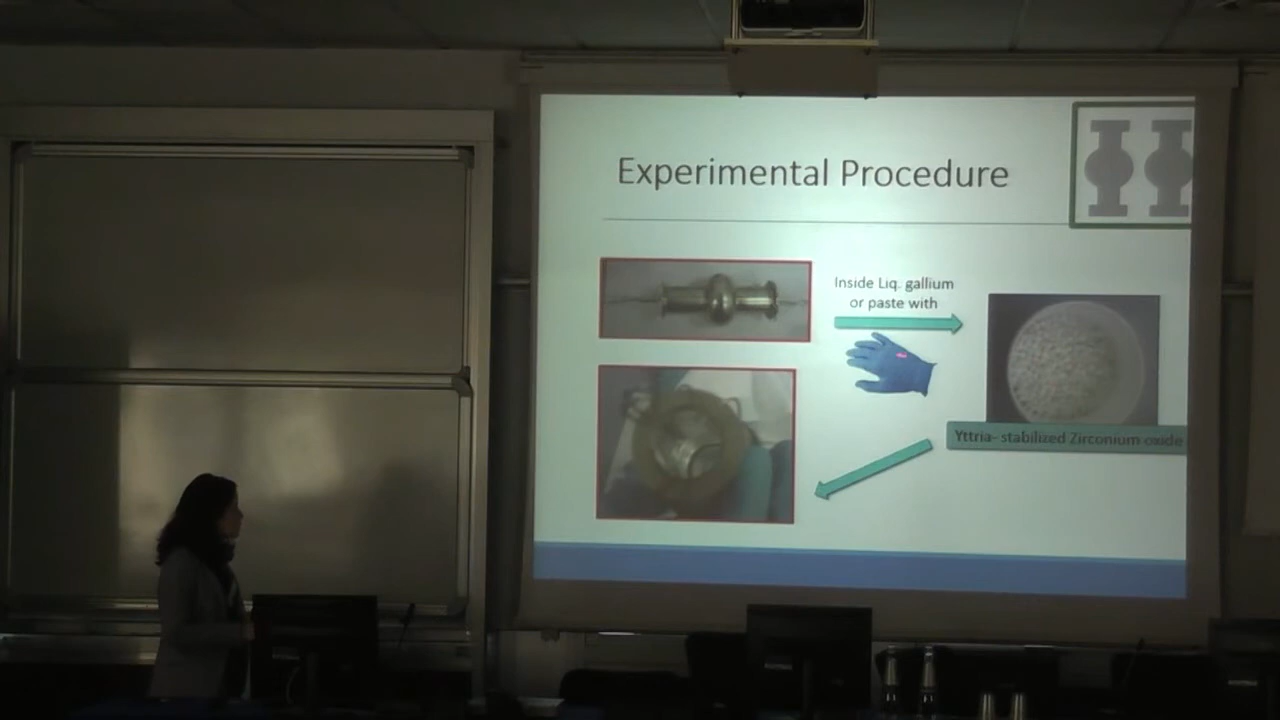 Experimental Procedure
Inside Liq. gallium
or paste with
Yttria- stabilized Zirconium oxide